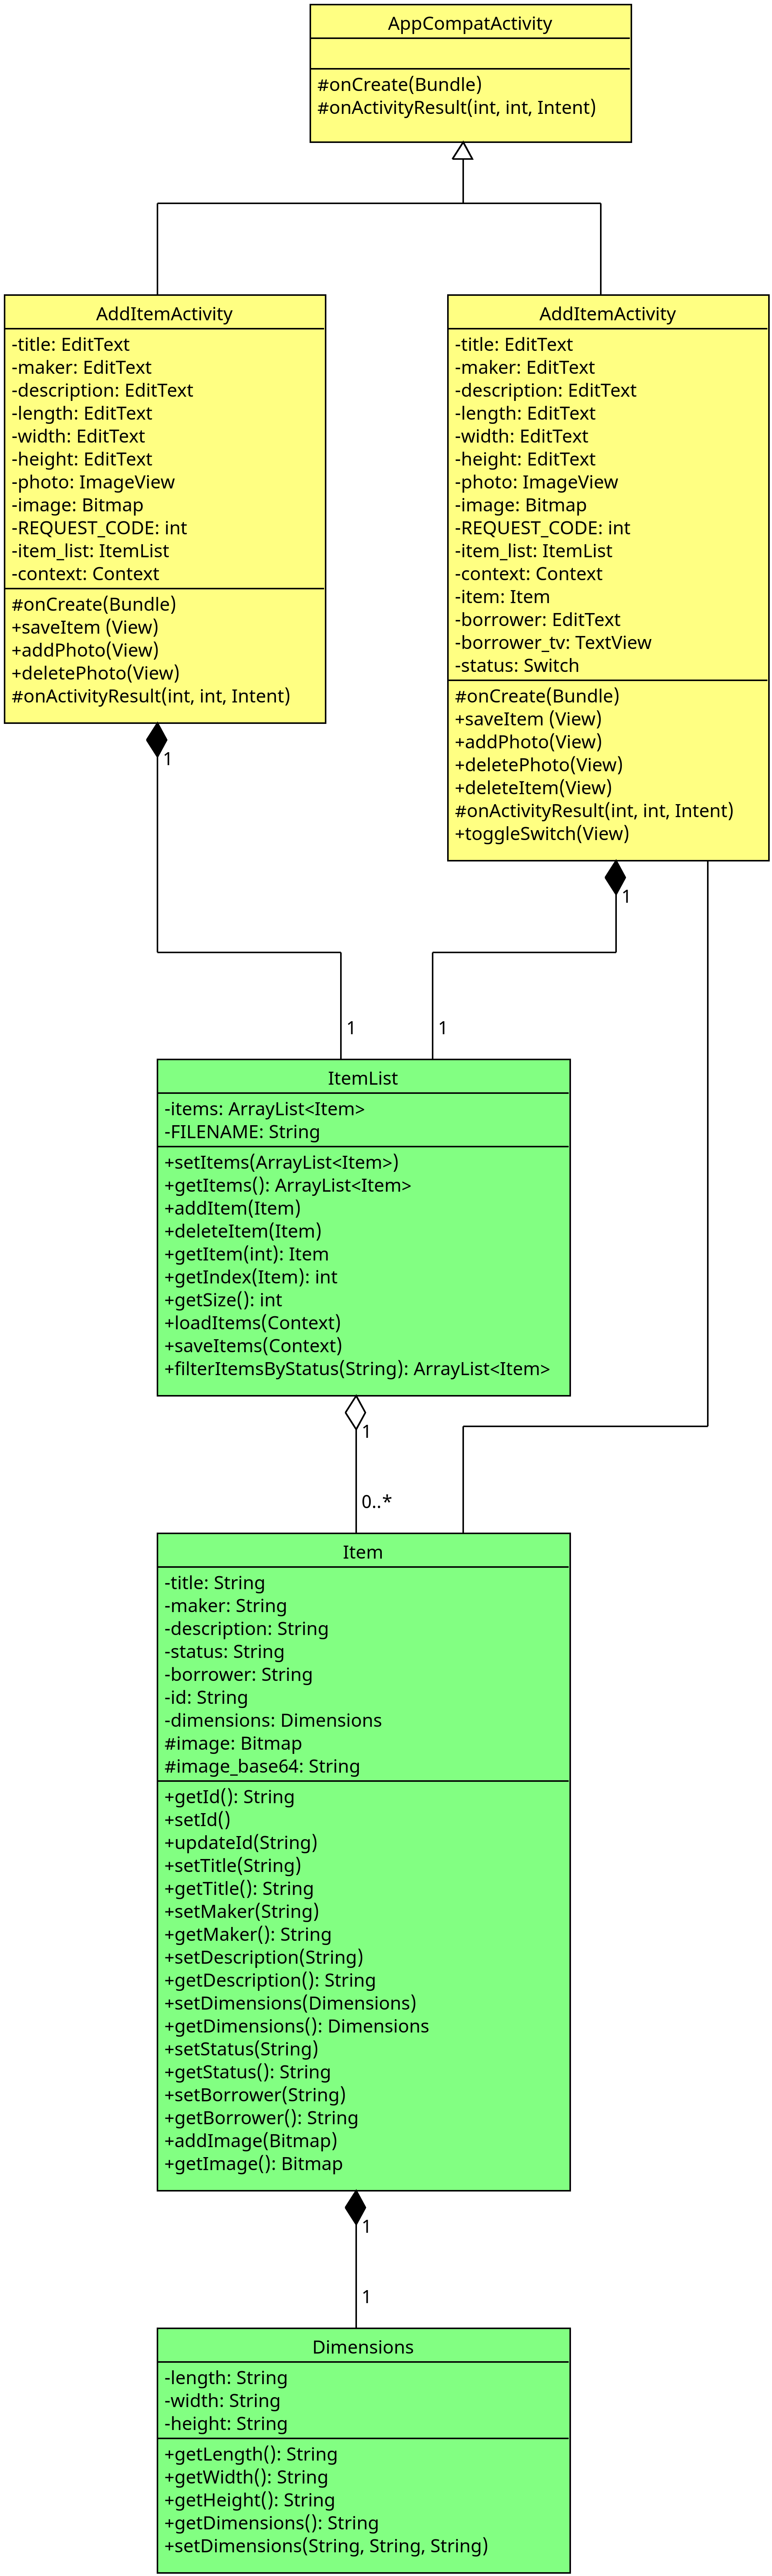 AppCompatActivity
#onCreate(Bundle)
#onActivityResult(int, int, Intent)
AddItemActivity
-title: EditText
-maker: EditText
-description: EditText
-length: EditText
-width: EditText
-height: EditText
-photo: ImageView
-image: Bitmap
-REQUEST_CODE: int
-item_list: ItemList
-context: Context
#onCreate(Bundle)
+saveItem (View)
+addPhoto(View)
+deletePhoto(View)
#onActivityResult(int, int, Intent)
1
AddItemActivity
-title: EditText
-maker: EditText
-description: EditText
-length: EditText
-width: EditText
-height: EditText
-photo: ImageView
-image: Bitmap
-REQUEST_CODE: int
-item_list: ItemList
-context: Context
-item: Item
-borrower: EditText
-borrower_tv: TextView
-status: Switch
#onCreate(Bundle)
+saveItem (View)
+addPhoto(View)
+deletePhoto(View)
+deleteItem(View)
#onActivityResult(int, int, Intent)
+toggleSwitch(View)
1
1
1
ItemList
-items: ArrayList<Item>
-FILENAME: String
+setItems(ArrayList<Item>)
+getItems(): ArrayList<Item>
+addItem(Item)
+deleteItem(Item)
+getItem(int): Item
+getIndex(Item): int
+getSize(): int
+loadItems(Context)
+saveItems(Context)
+filterItemsByStatus(String): ArrayList<Item>
1
0..*
Item
-title: String
-maker: String
-description: String
-status: String
-borrower: String
-id: String
-dimensions: Dimensions
#image: Bitmap
#image_base64: String
+getId(): String
+setId()
+updateId(String)
+setTitle(String)
+getTitle(): String
+setMaker(String)
+getMaker(): String
+setDescription(String)
+getDescription(): String
+setDimensions(Dimensions)
+getDimensions(): Dimensions
+setStatus(String)
+getStatus(): String
+setBorrower(String)
+getBorrower(): String
+addImage(Bitmap)
+getImage(): Bitmap
1
1
Dimensions
-length: String
-width: String
-height: String
+getLength(): String
+getWidth(): String
+getHeight(): String
+getDimensions(): String
+setDimensions(String, String, String)